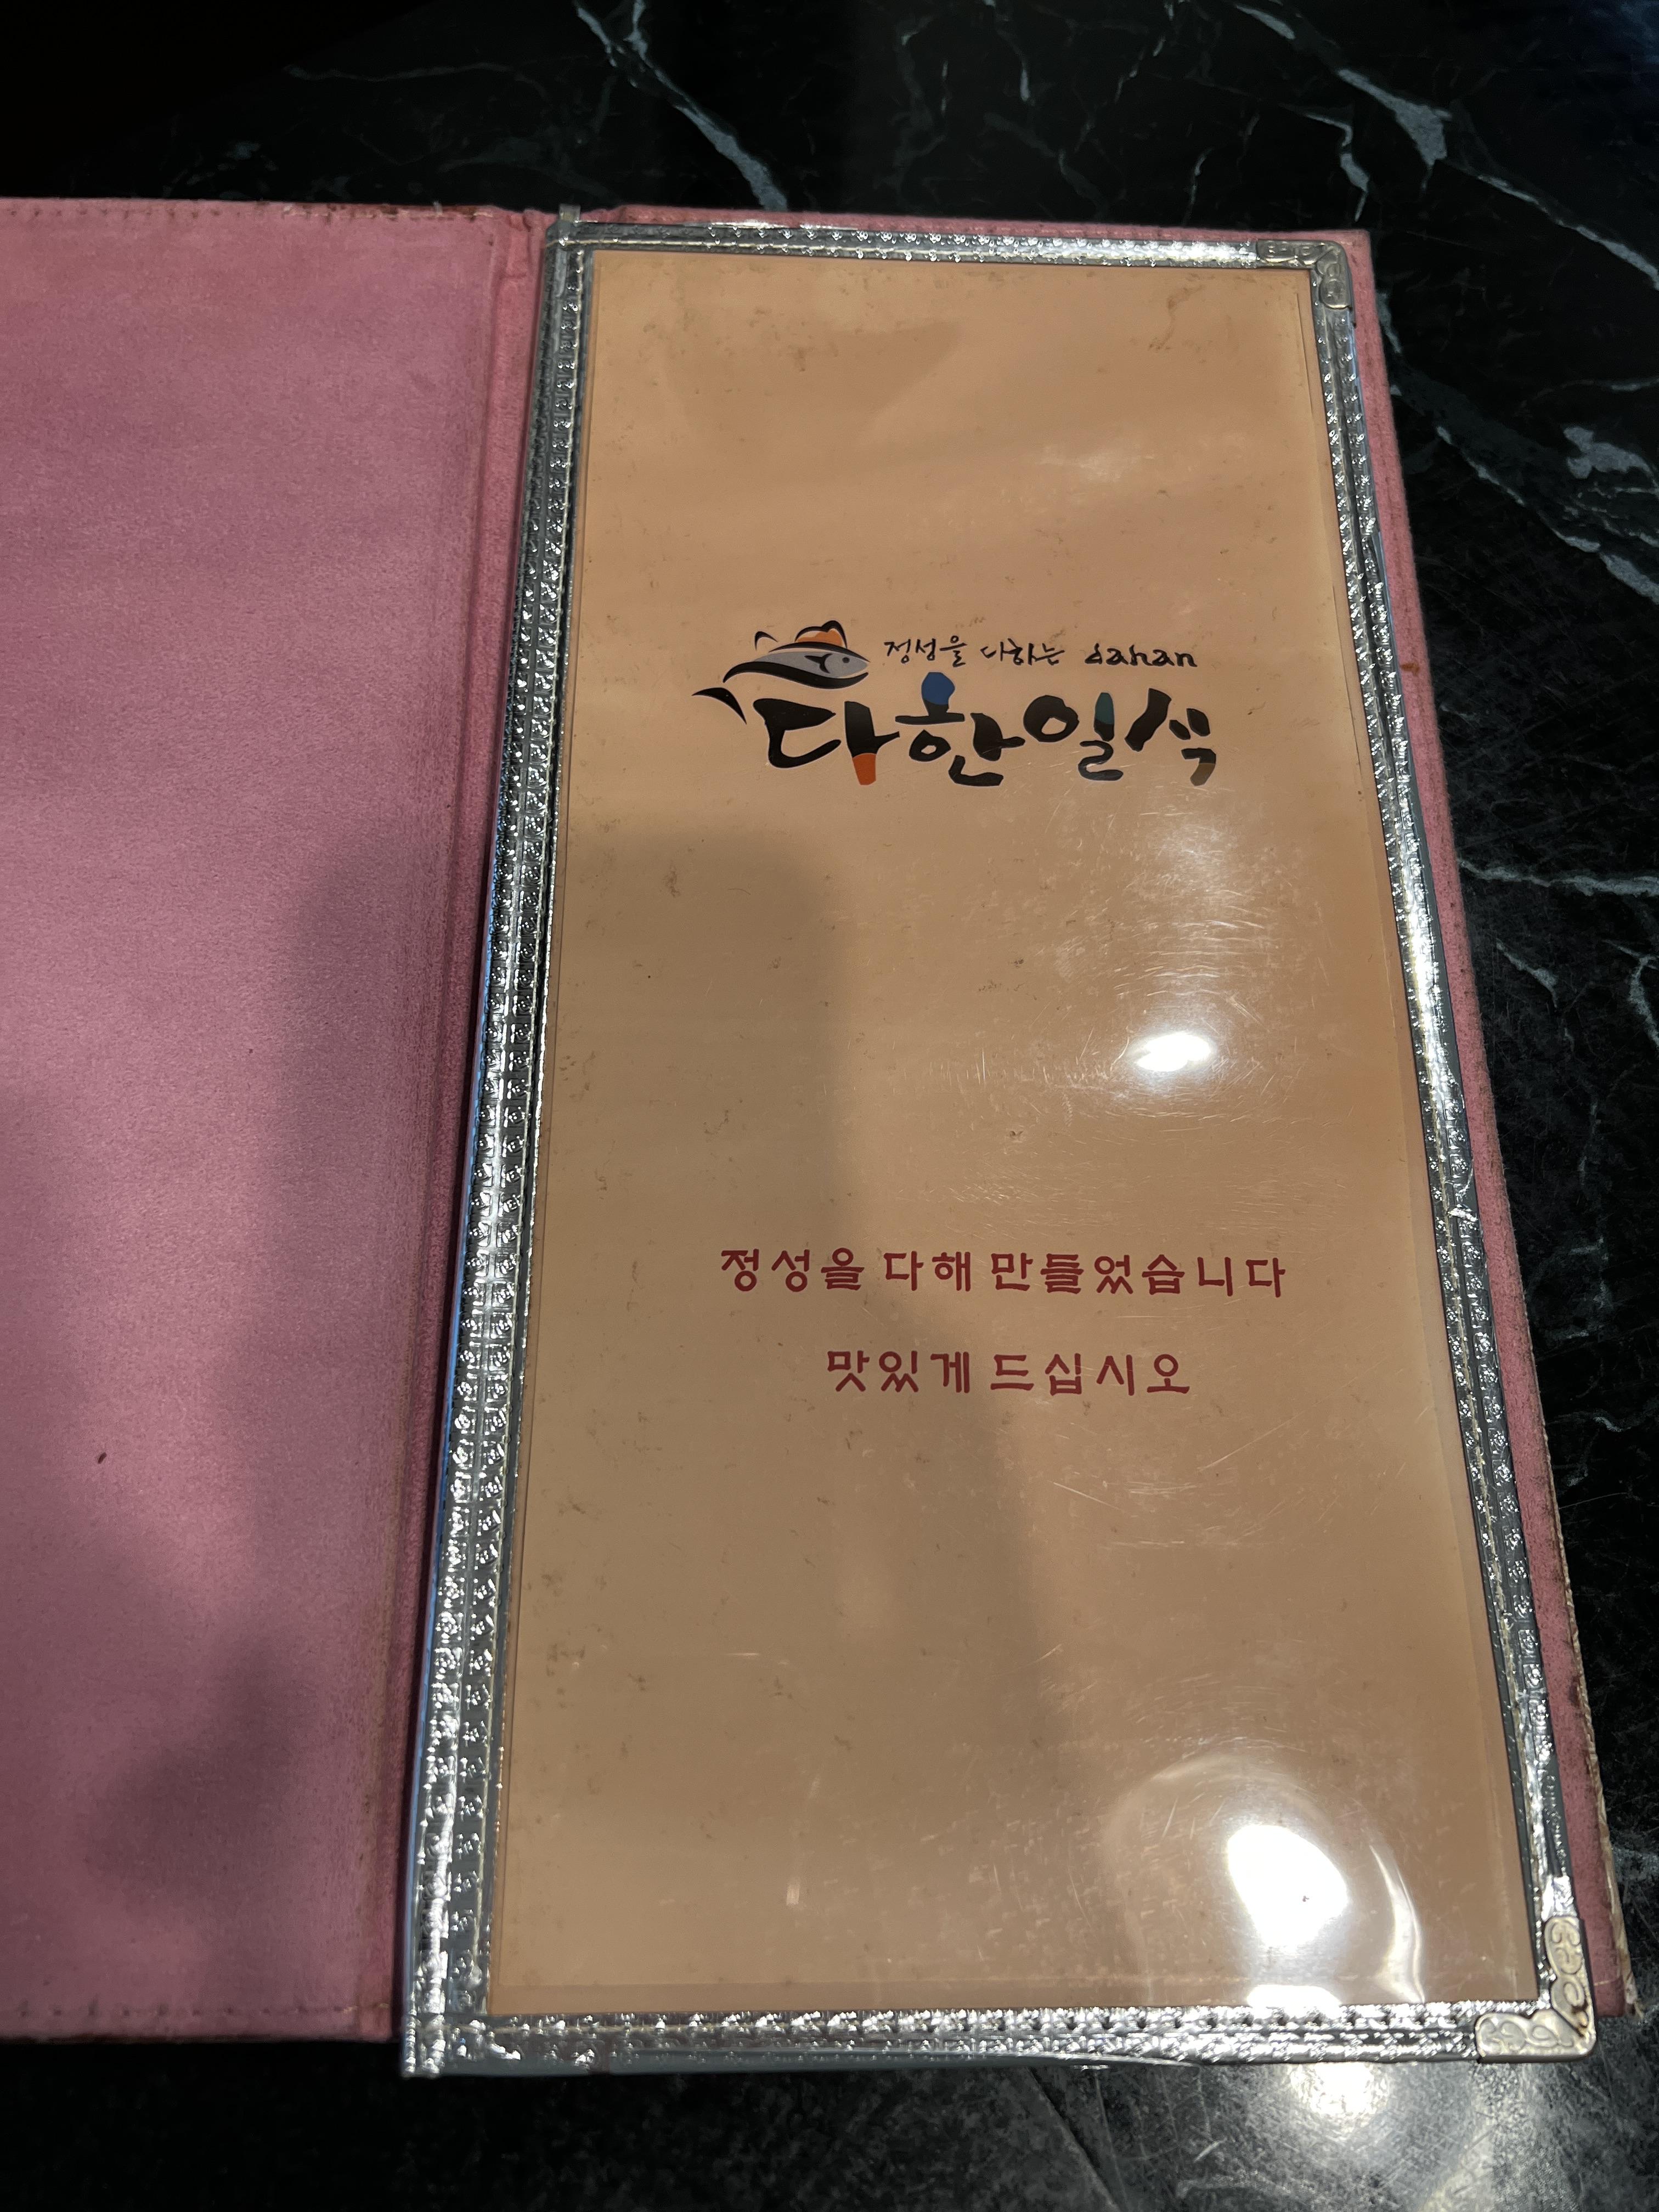 정성을 다하는 dahan
다한일식
정성을 다해 만들었습니다
맛있게 드십시오